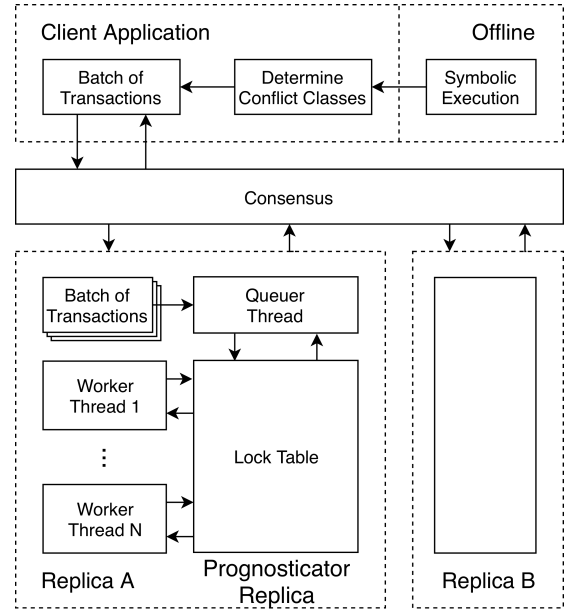 Client Application
Offline
Batch of
Transactions
Determine
Conflict Classes
Symbolic
Execution
Consensus
Batch of
Transactions
Queuer
Thread
Worker
Thread 1
Lock Table
⋮
Worker
Thread N
Replica A
Prognosticator
Replica
Replica B